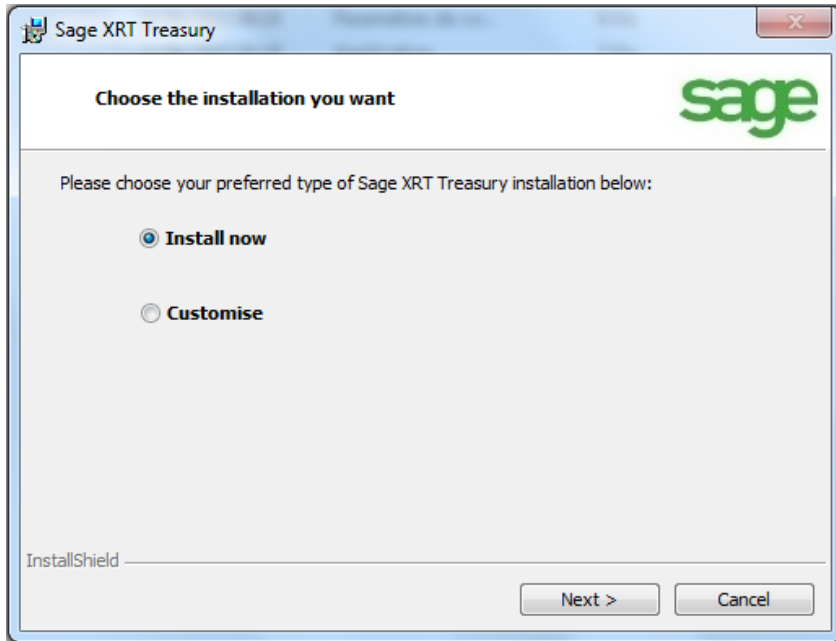 Sage XRT Treasury
Choose the installation you want
sage
Please choose your preferred type of Sage XRT Treasury installation below:
Install now
Customise
InstallShield
Next >
Cancel